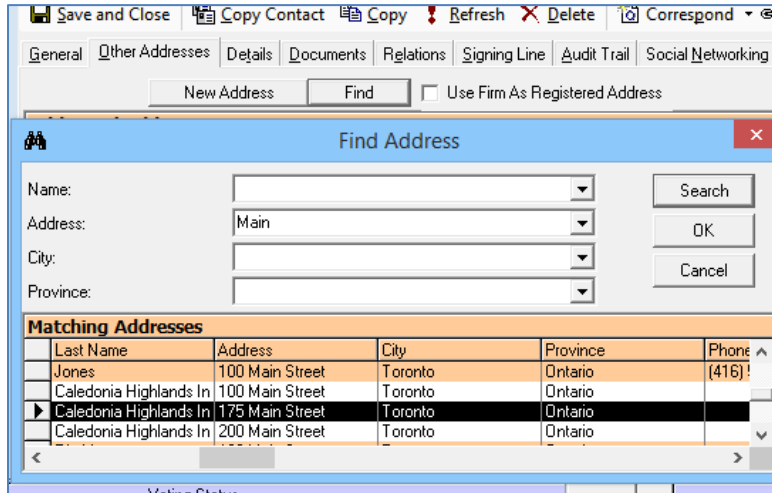 Save and Close Copy Contact Copy Refresh Delete Correspond
General Other Addresses Details Documents Relations Signing Line Audit Trail Social Networking
New Address Find Use Firm As Registered Address
Find Address
Name: Search
Address: Main OK
City: Cancel
Province:
Matching Addresses
Last Name Address City Province Phone
Jones 100 Main Street Toronto Ontario (416)
Caledonia Highlands In 100 Main Street Toronto Ontario
Caledonia Highlands In 175 Main Street Toronto Ontario
Caledonia Highlands In 200 Main Street Toronto Ontario
Voting Status